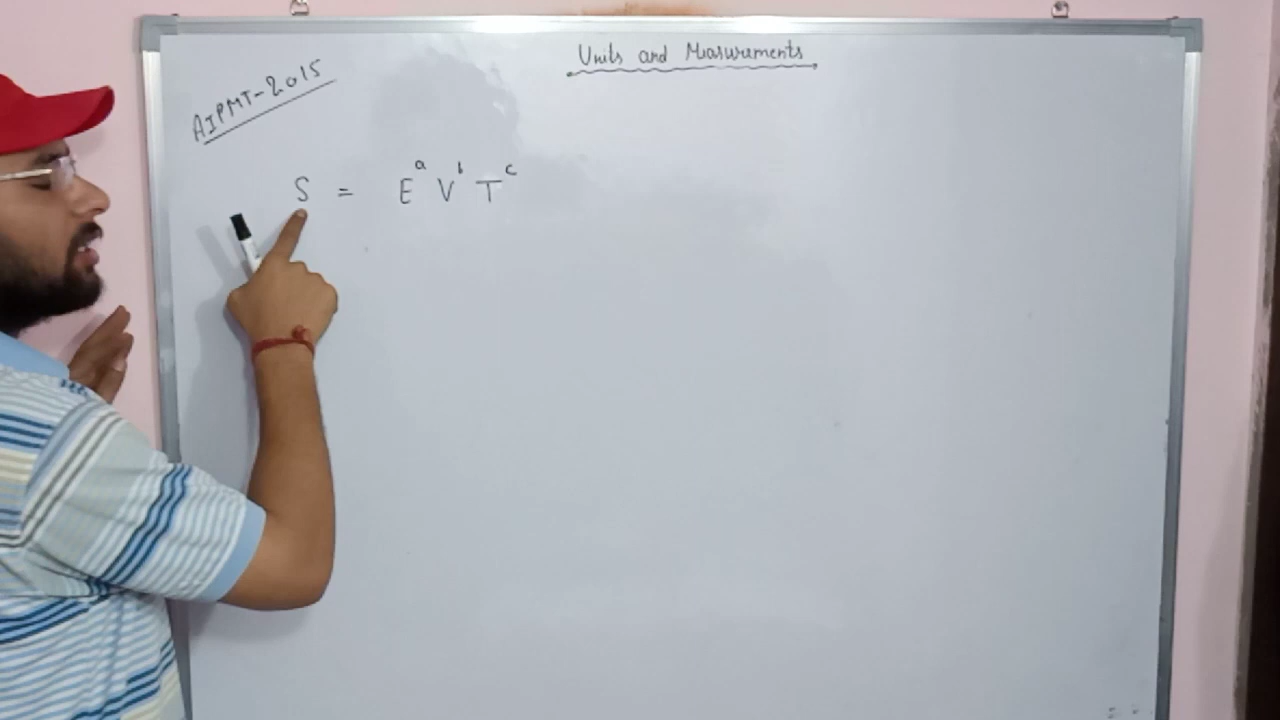 Units and Measurements
AIPMT-2015
S = E^a V^b T^c